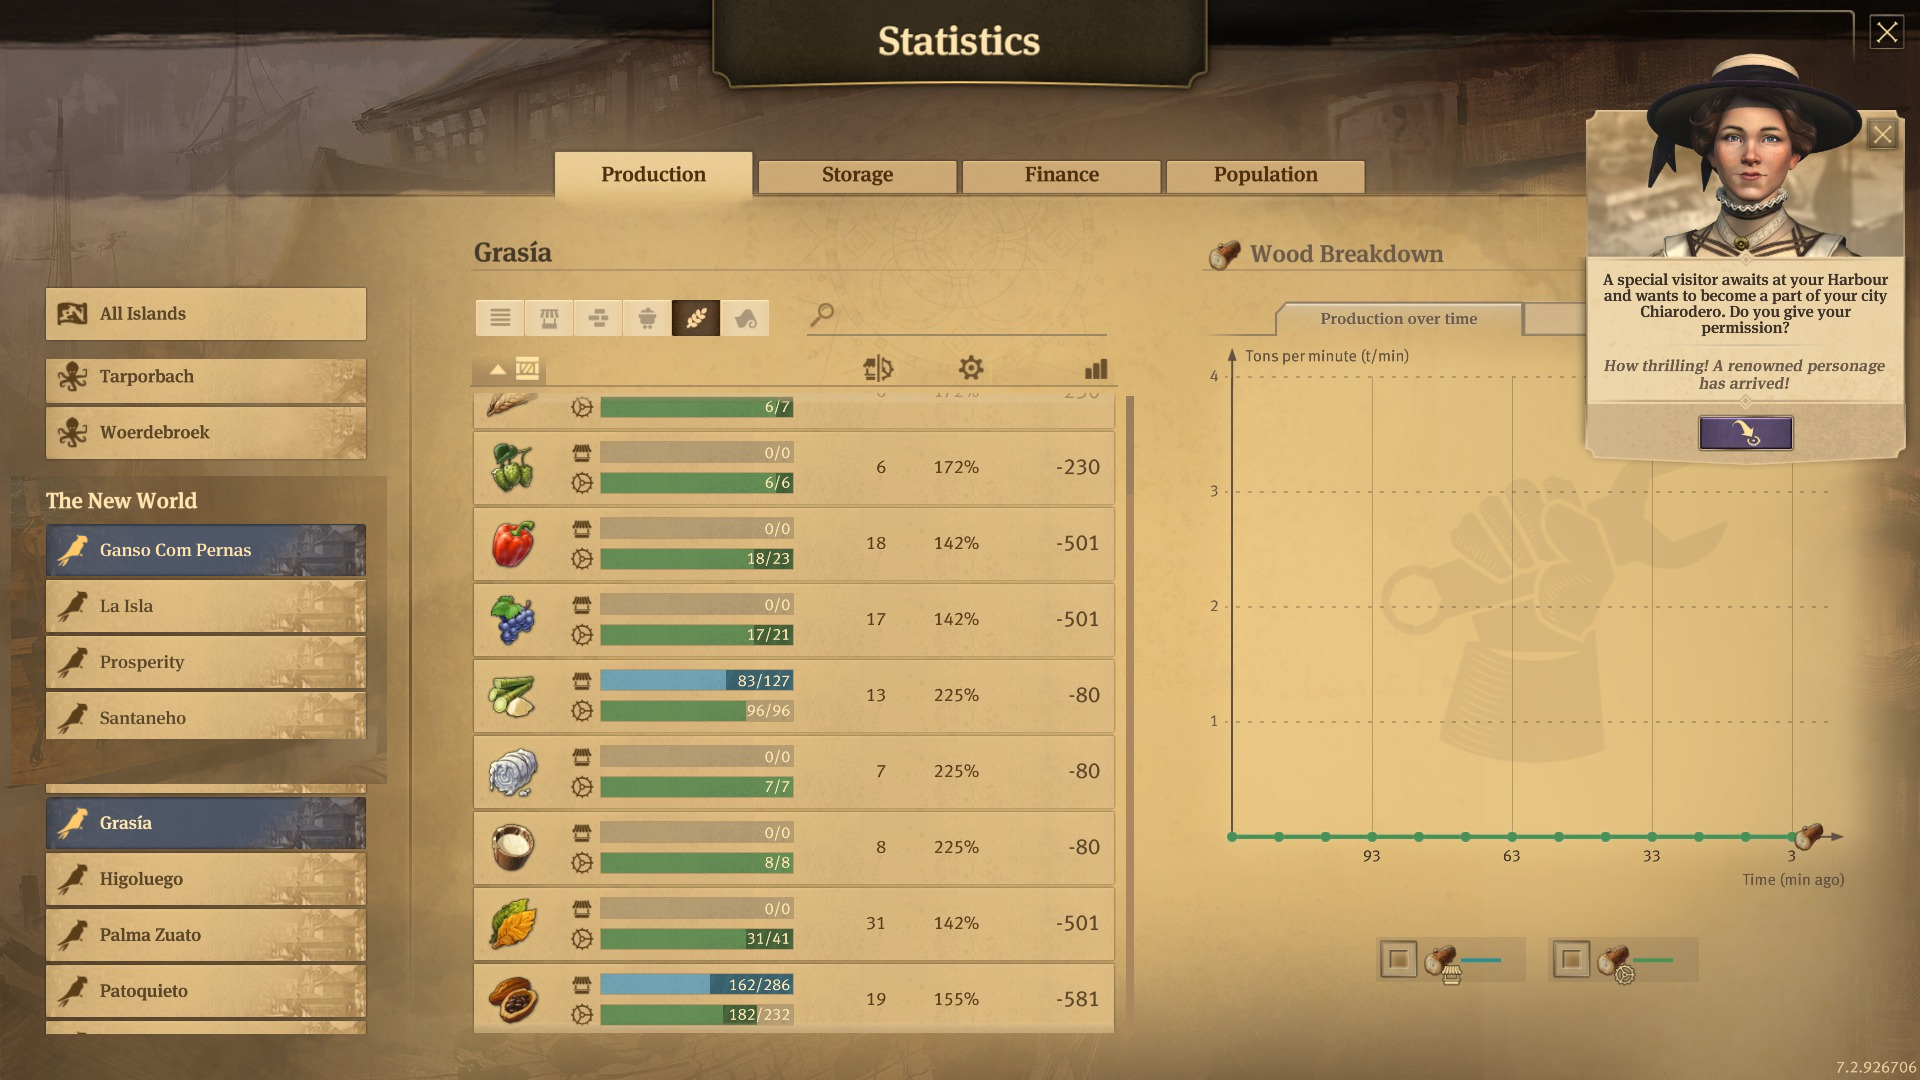 Statistics
Production
Storage
Finance
Population
A special visitor awaits at your Harbour
and wants to become a part of your city
Chiarodero. Do you give your
permission?
How thrilling! A renowned personage
has arrived!
All Islands
Tarporbach
Woerdebroek
The New World
Ganso Com Pernas
La Isla
Prosperity
Santaneho
Grasía
Higoluego
Palma Zuato
Patoquieto
Grasía
6/7
0/0
6/6
6 172% -230
0/0
18/23
18 142% -501
0/0
17/21
17 142% -501
83/127
96/96
13 225% -80
0/0
7/7
7 225% -80
0/0
8/8
8 225% -80
0/0
31/41
31 142% -501
162/286
182/232
19 155% -581
Wood Breakdown
Production over time
Tons per minute (t/min)
4
3
2
1
93 63 33 3
Time (min ago)
7.2.926706